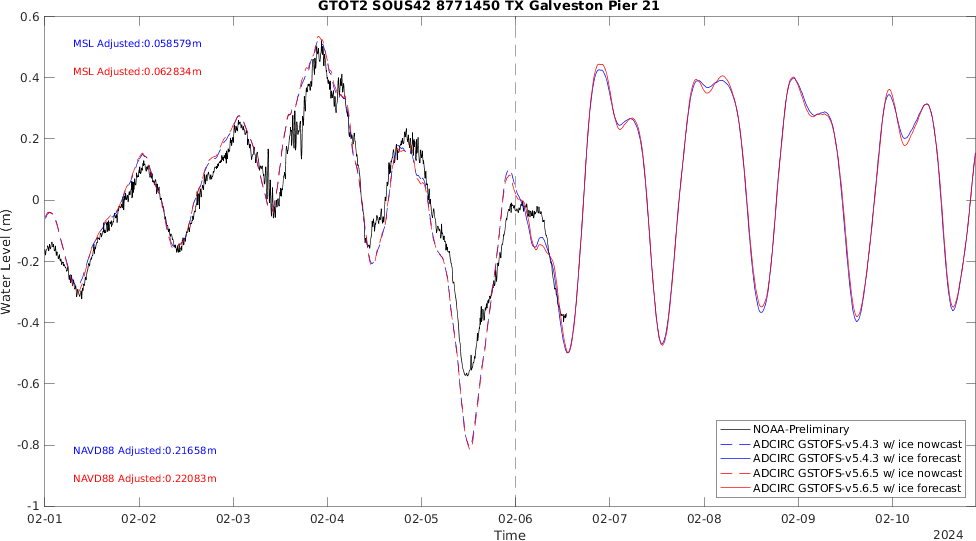 GTOT2 SOUS42 8771450 TX Galveston Pier 21
0.6
MSL Adjusted:0.058579m
MSL Adjusted:0.062834m
0.4
0.2
0
-0.2
-0.4
-0.6
-0.8
-1
Water Level (m)
NAVD88 Adjusted:0.21658m
NAVD88 Adjusted:0.22083m
NOAA-Preliminary
ADCIRC GSTOFS-v5.4.3 w/ ice nowcast
ADCIRC GSTOFS-v5.4.3 w/ ice forecast
ADCIRC GSTOFS-v5.6.5 w/ ice nowcast
ADCIRC GSTOFS-v5.6.5 w/ ice forecast
02-01 02-02 02-03 02-04 02-05 02-06 02-07 02-08 02-09 02-10
Time
2024